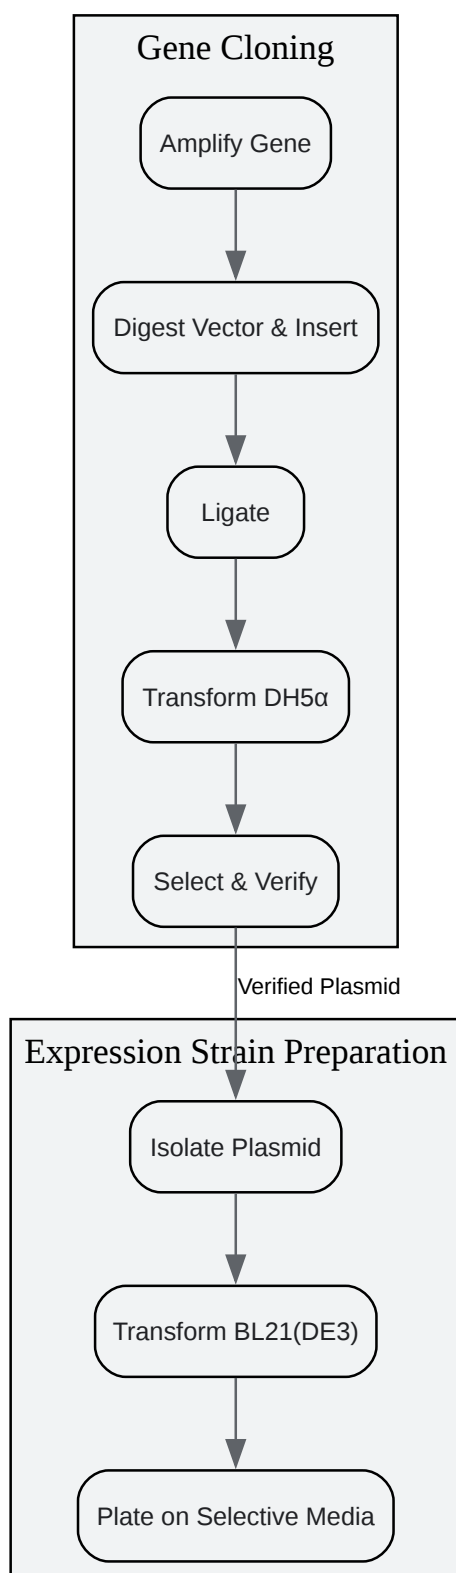 Gene Cloning
Amplify Gene
Digest Vector & Insert
Ligate
Transform DH5α
Select & Verify
Verified Plasmid
Expression Strain Preparation
Isolate Plasmid
Transform BL21(DE3)
Plate on Selective Media